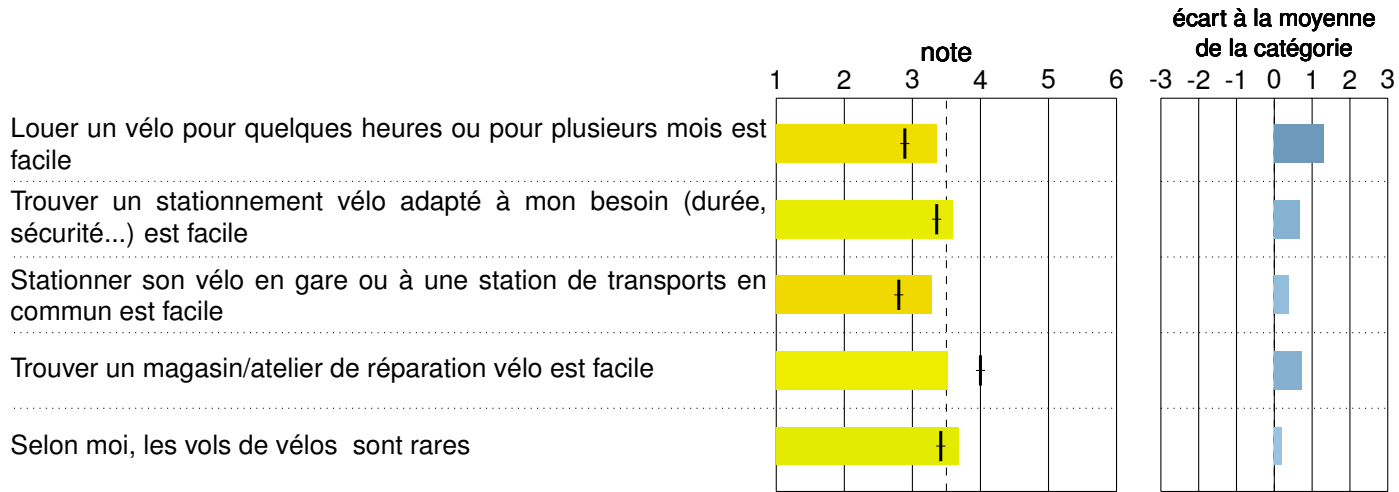 écart à la moyenne
note de la catégorie
1 2 3 4 5 6 -3 -2 -1 0 1 2 3
Louer un vélo pour quelques heures ou pour plusieurs mois est
facile
Trouver un stationnement vélo adapté à mon besoin (durée,
sécurité...) est facile
Stationner son vélo en gare ou à une station de transports en
commun est facile
Trouver un magasin/atelier de réparation vélo est facile
Selon moi, les vols de vélos sont rares